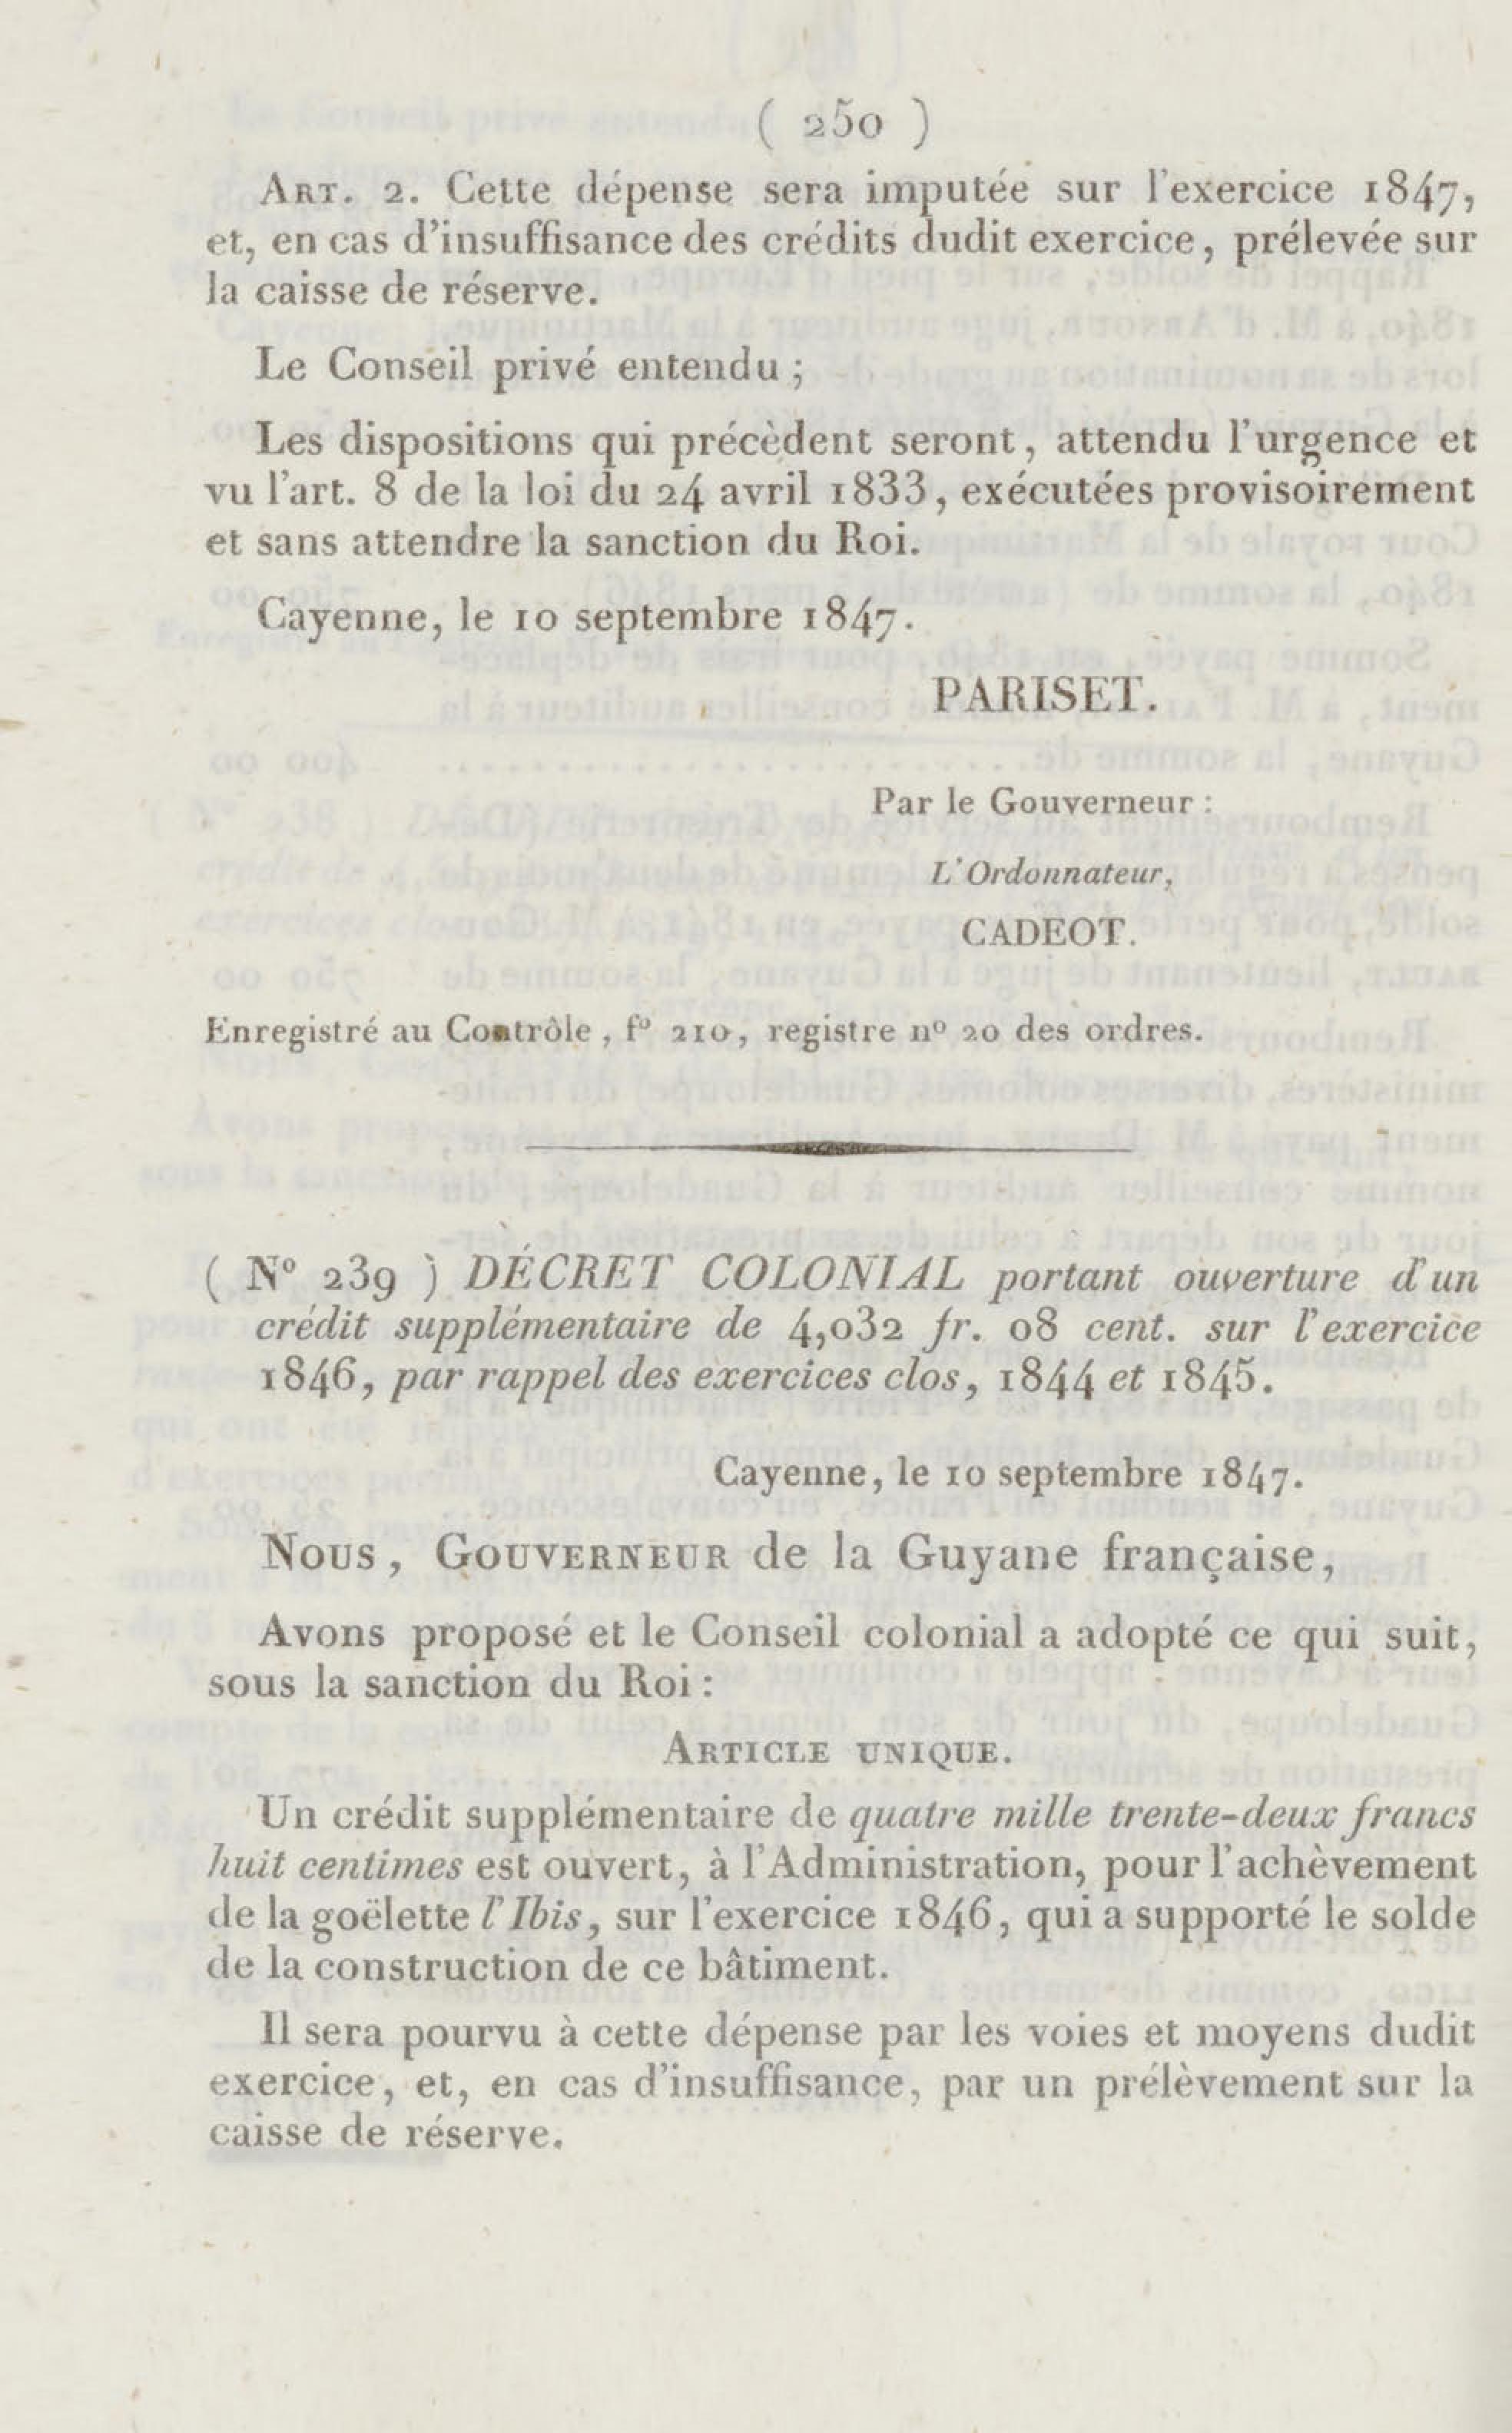 ( 250 )
ART. 2. Cette dépense sera imputée sur l'exercice 1847,
et, en cas d'insuffisance des crédits dudit exercice, prélevée sur
la caisse de réserve.
Le Conseil privé entendu ;
Les dispositions qui précèdent seront, attendu l'urgence et
vu l'art. 8 de la loi du 24 avril 1833, exécutées provisoirement
et sans attendre la sanction du Roi.
Cayenne, le 10 septembre 1847.
PARISET.
Par le Gouverneur :
L'Ordonnateur,
CADEOT.
Enregistré au Contrôle, fº 210, registre nº 20 des ordres.
( Nº 239 ) DÉCRET COLONIAL portant ouverture d'un
crédit supplémentaire de 4,032 fr. 08 cent. sur l'exercice
1846, par rappel des exercices clos, 1844 et 1845.
Cayenne, le 10 septembre 1847.
NOUS, GOUVERNEUR de la Guyane française,
Avons proposé et le Conseil colonial a adopté ce qui suit,
sous la sanction du Roi :
ARTICLE UNIQUE.
Un crédit supplémentaire de quatre mille trente-deux francs
huit centimes est ouvert, à l'Administration, pour l'achèvement
de la goëlette l'Ibis, sur l'exercice 1846, qui a supporté le solde
de la construction de ce bâtiment.
Il sera pourvu à cette dépense par les voies et moyens dudit
exercice, et, en cas d'insuffisance, par un prélèvement sur la
caisse de réserve.